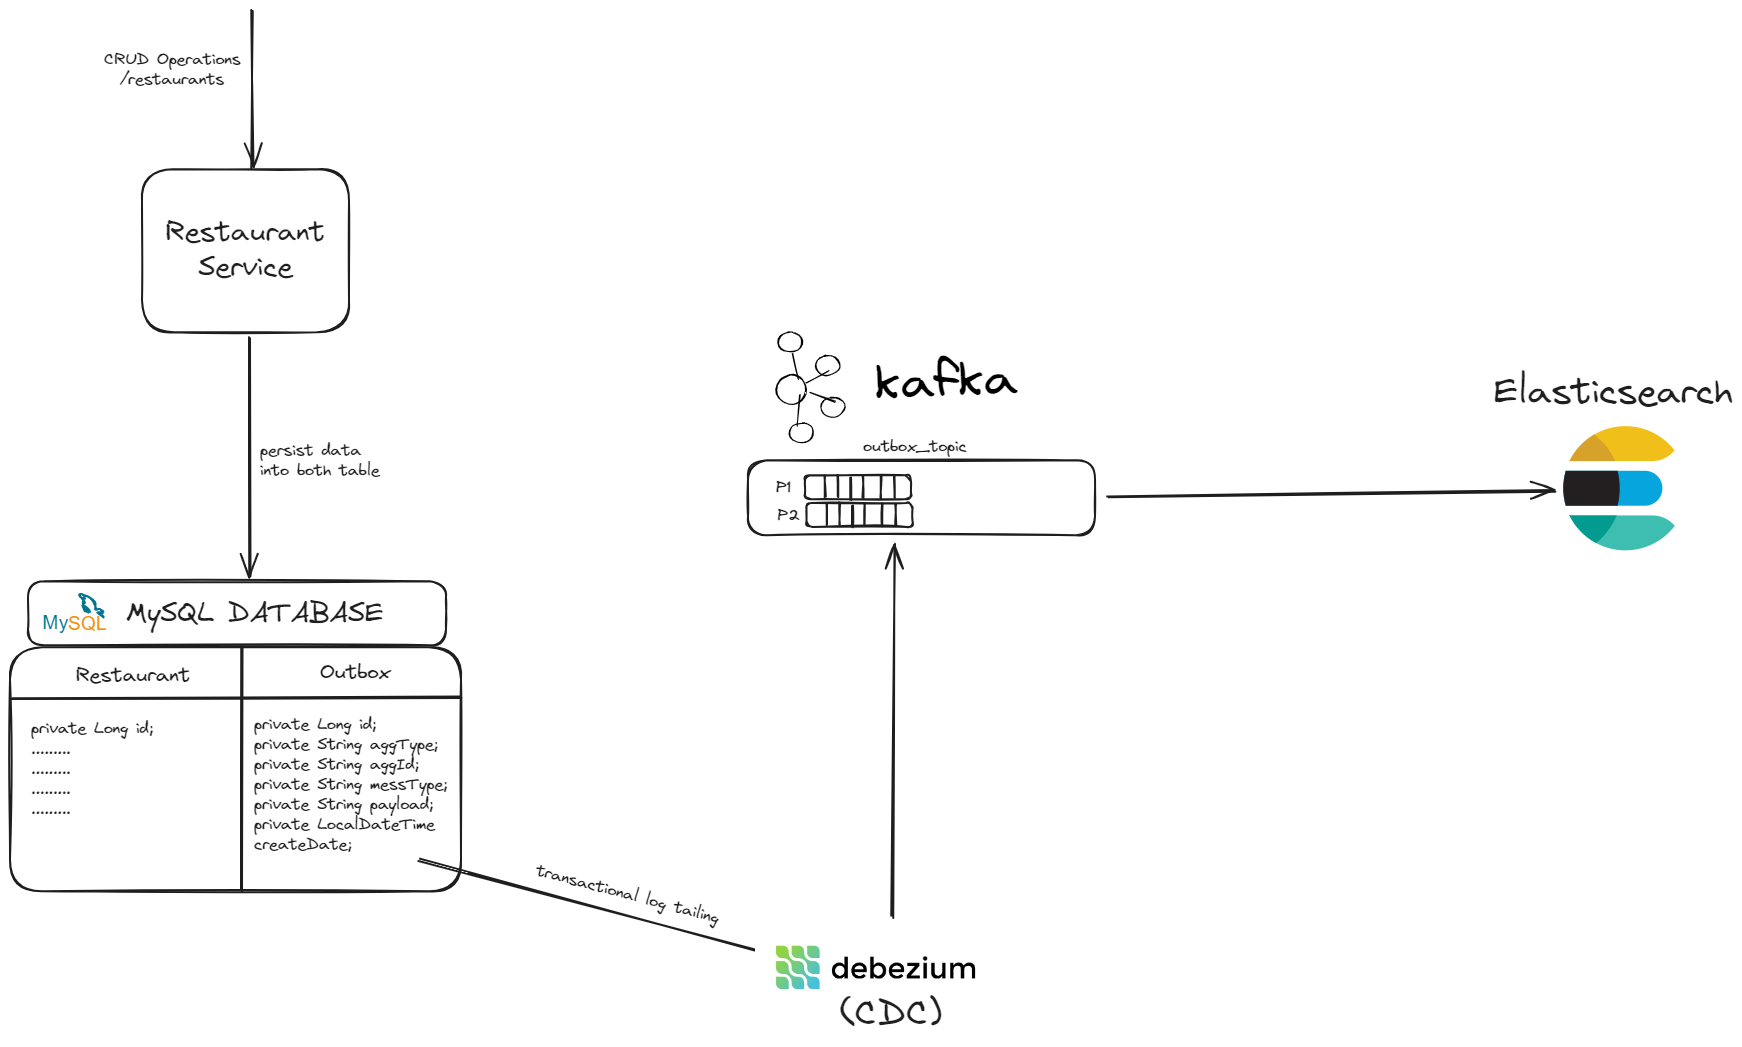 CRUD Operations
/restaurants
Restaurant
Service
persist data
into both table
MySQL
MySQL DATABASE
Restaurant
Outbox
private Long id;
.........
.........
.........
.........
private Long id;
private String aggType;
private String aggId;
private String messType;
private String payload;
private LocalDateTime
createDate;
transactional log tailing
debezium
(CDC)
kafka
outbox_topic
P1
P2
Elasticsearch